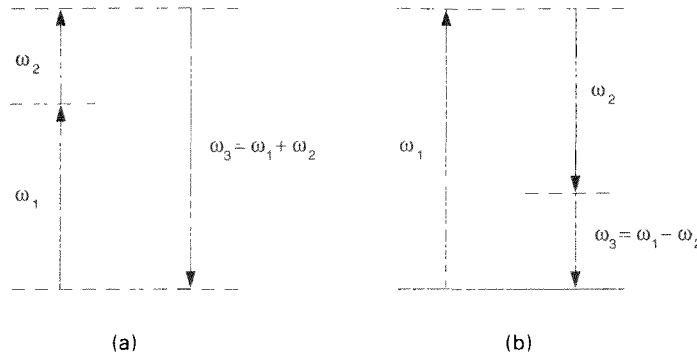 ω₂
ω₁
ω₃ = ω₁ + ω₂
(a)
ω₁
ω₂
ω₃ = ω₁ − ω₂
(b)